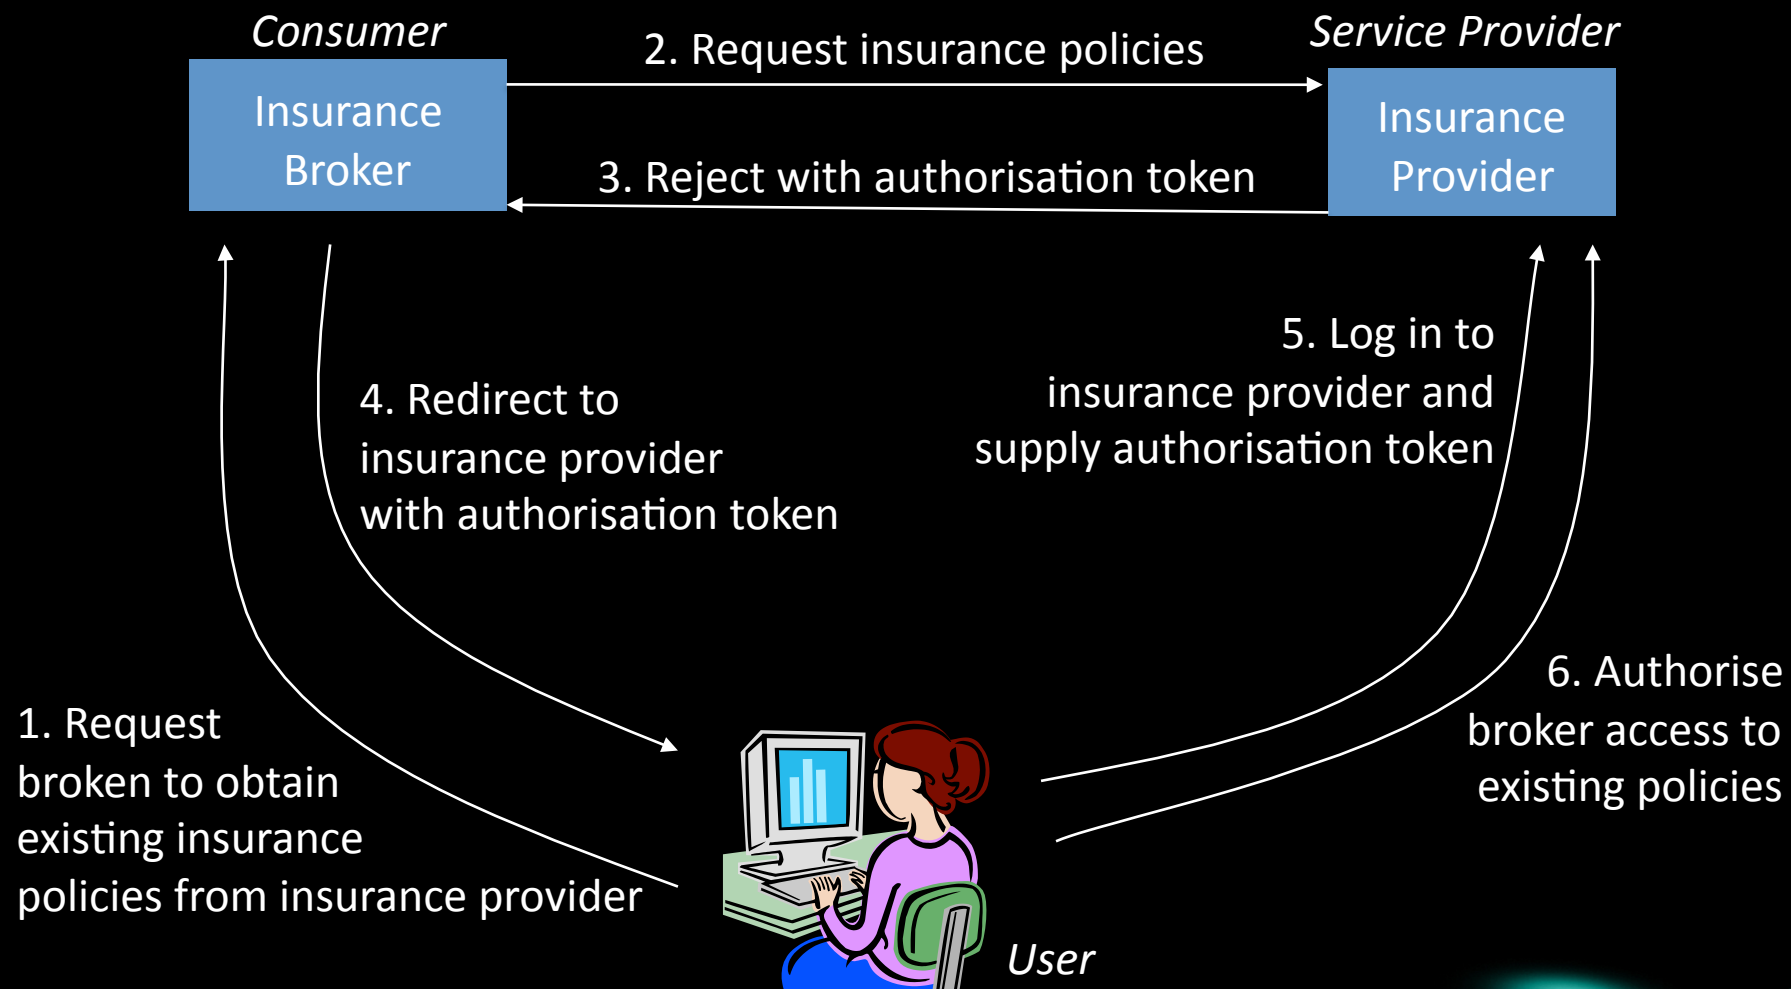 Consumer
Service Provider
2. Request insurance policies
Insurance
Broker
Insurance
Provider
3. Reject with authorisation token
5. Log in to
insurance provider and
supply authorisation token
4. Redirect to
insurance provider
with authorisation token
6. Authorise
broker access to
existing policies
1. Request
broken to obtain
existing insurance
policies from insurance provider
User